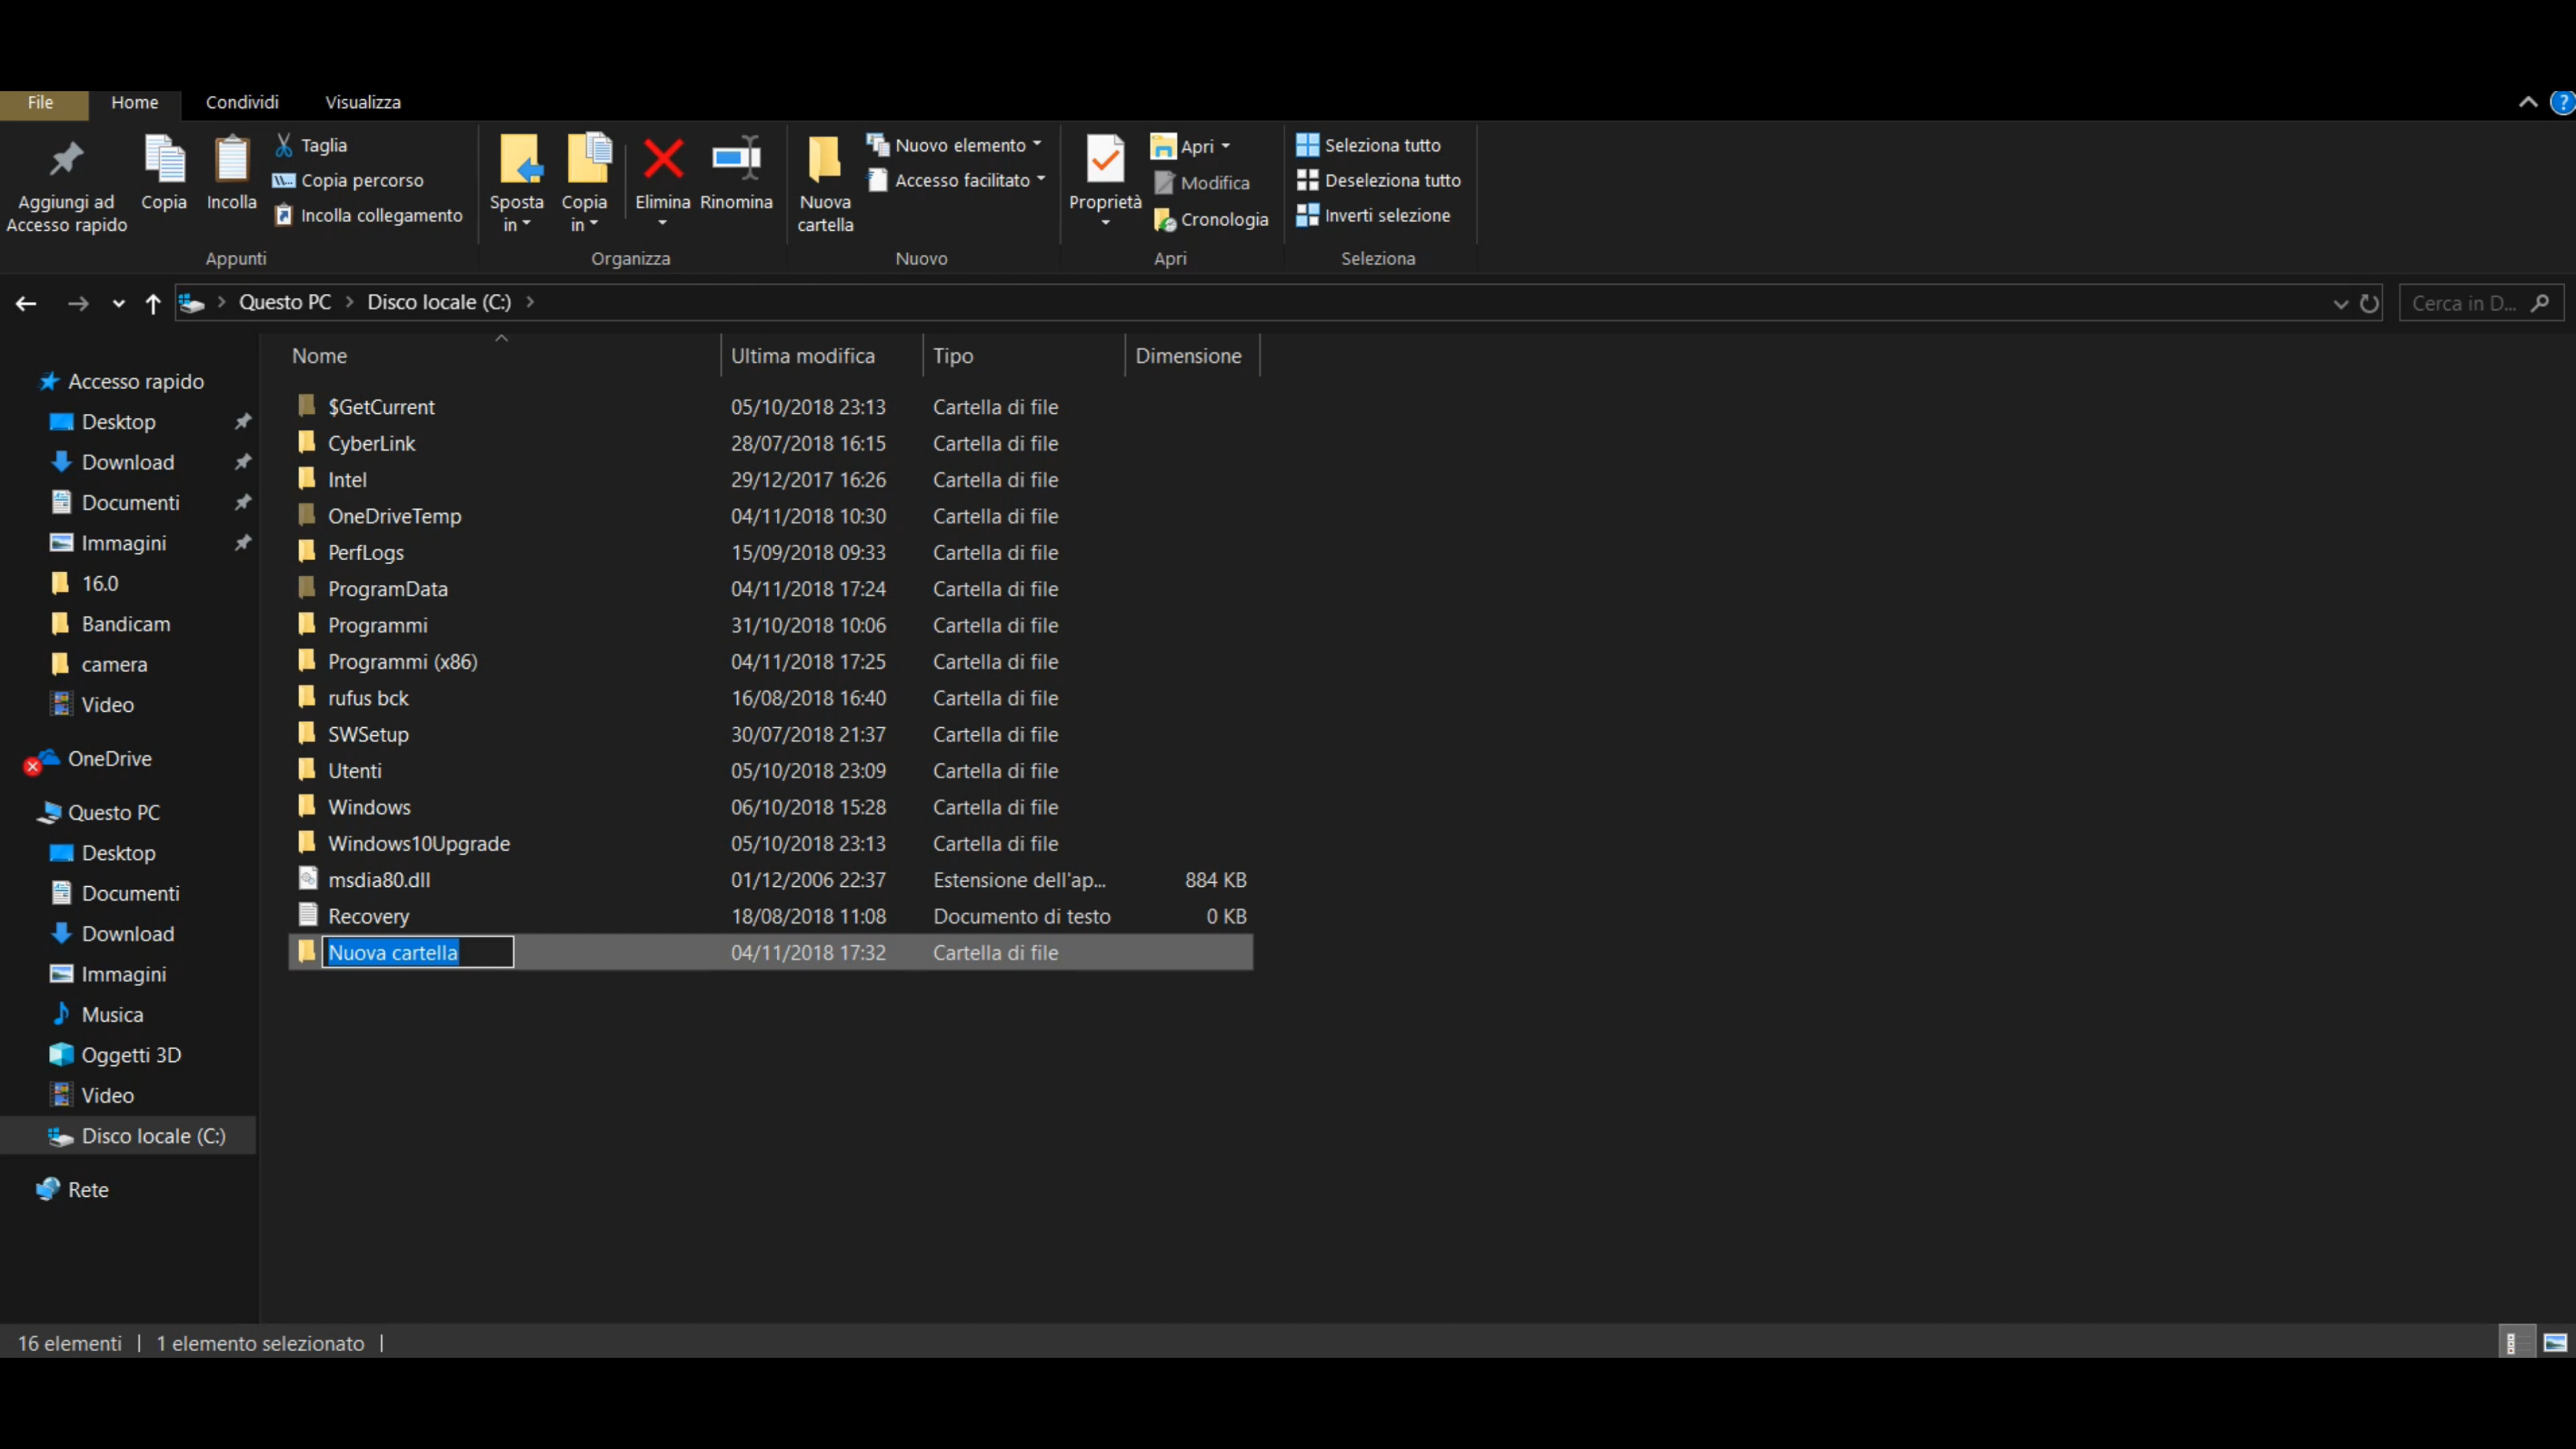 File Home Condividi Visualizza
Aggiungi ad Accesso rapido
Copia
Incolla
Taglia
Copia percorso
Incolla collegamento
Appunti
Sposta in
Copia in
Elimina
Rinomina
Organizza
Nuova cartella
Nuovo elemento
Accesso facilitato
Nuovo
Proprietà
Apri
Modifica
Cronologia
Apri
Seleziona tutto
Deseleziona tutto
Inverti selezione
Seleziona
Questo PC Disco locale (C:)
Cerca in D...
Accesso rapido
Desktop
Download
Documenti
Immagini
16.0
Bandicam
camera
Video
OneDrive
Questo PC
Desktop
Documenti
Download
Immagini
Musica
Oggetti 3D
Video
Disco locale (C:)
Rete
Nome Ultima modifica Tipo Dimensione
$GetCurrent 05/10/2018 23:13 Cartella di file
CyberLink 28/07/2018 16:15 Cartella di file
Intel 29/12/2017 16:26 Cartella di file
OneDriveTemp 04/11/2018 10:30 Cartella di file
PerfLogs 15/09/2018 09:33 Cartella di file
ProgramData 04/11/2018 17:24 Cartella di file
Programmi 31/10/2018 10:06 Cartella di file
Programmi (x86) 04/11/2018 17:25 Cartella di file
rufus bck 16/08/2018 16:40 Cartella di file
SWSetup 30/07/2018 21:37 Cartella di file
Utenti 05/10/2018 23:09 Cartella di file
Windows 06/10/2018 15:28 Cartella di file
Windows10Upgrade 05/10/2018 23:13 Cartella di file
msdia80.dll 01/12/2006 22:37 Estensione dell'ap... 884 KB
Recovery 18/08/2018 11:08 Documento di testo 0 KB
Nuova cartella 04/11/2018 17:32 Cartella di file
16 elementi 1 elemento selezionato